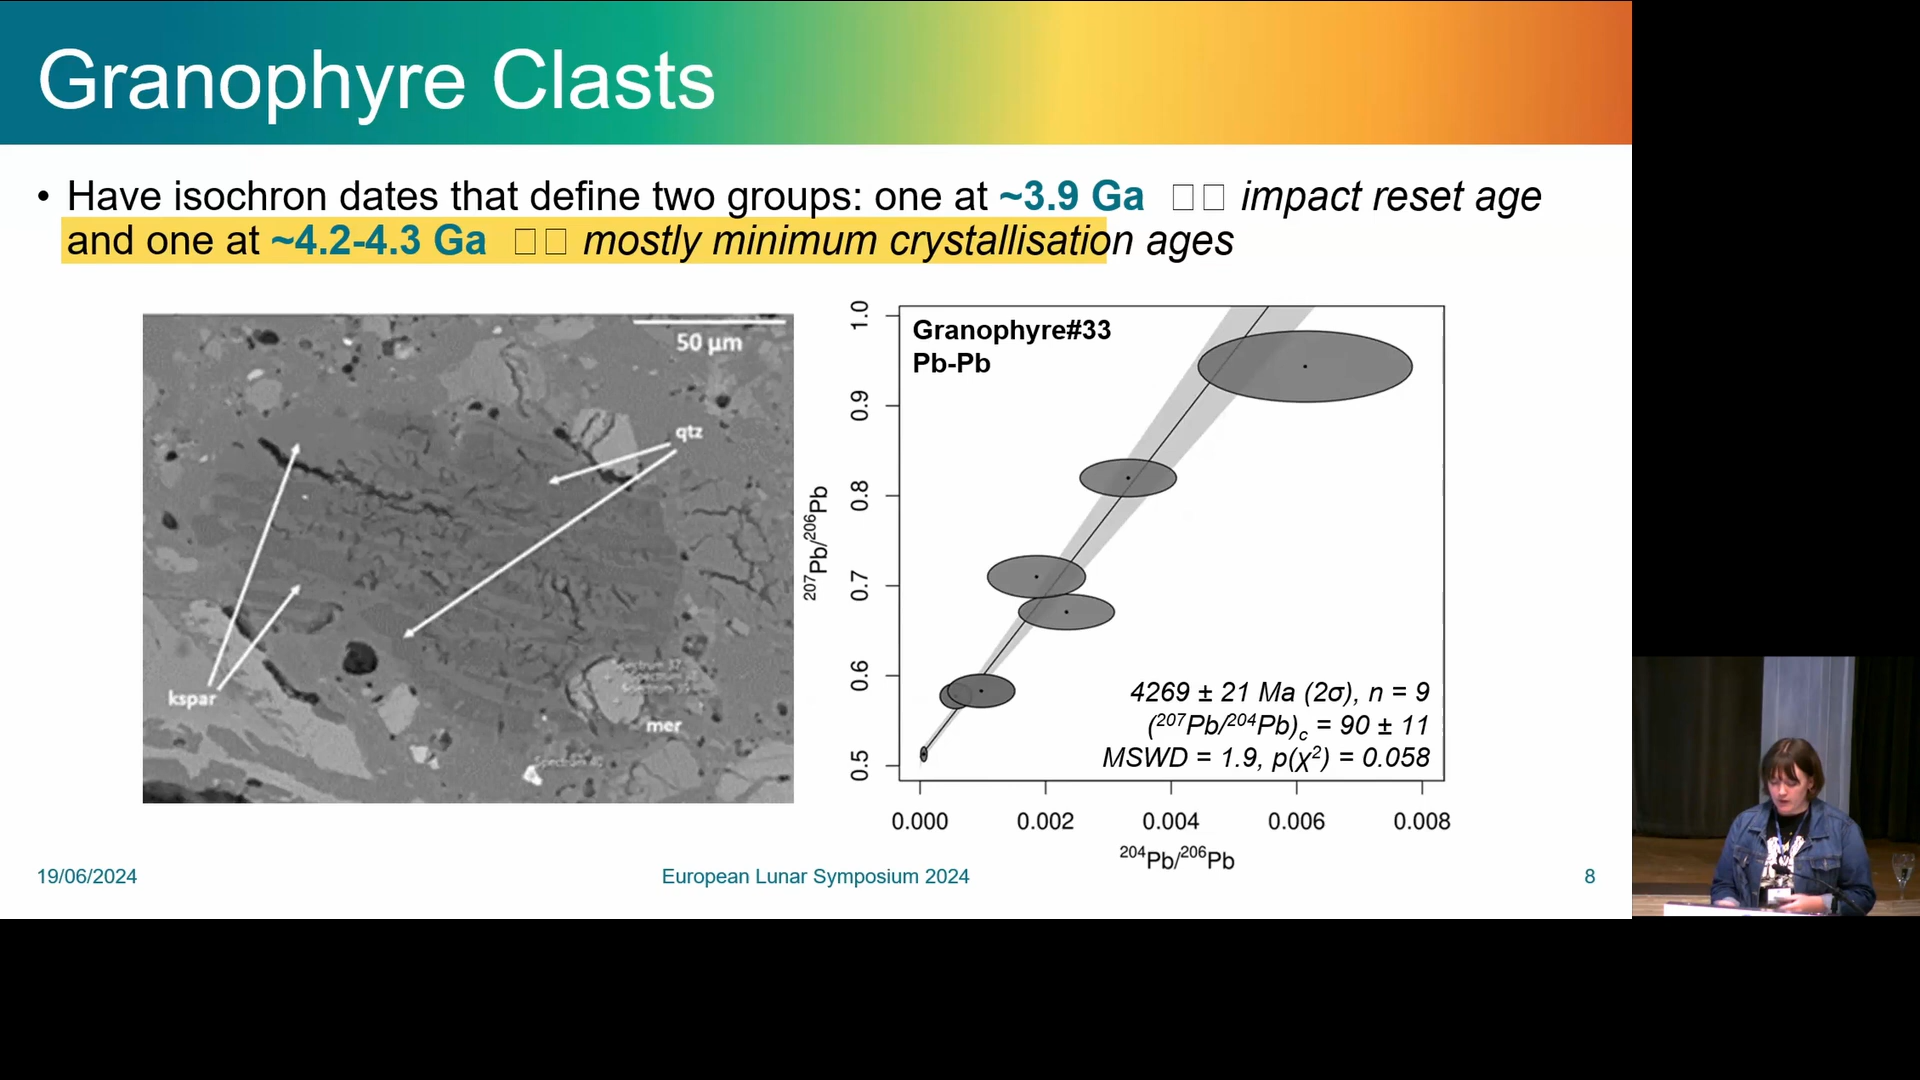 Granophyre Clasts
• Have isochron dates that define two groups: one at ~3.9 Ga □□ impact reset age
and one at ~4.2-4.3 Ga □□ mostly minimum crystallisation ages
50 µm
qtz
kspar
Spectrum 37
mer
Granophyre#33
Pb-Pb
1.0
0.9
0.8
0.7
0.6
0.5
²⁰⁷Pb/²⁰⁶Pb
4269 ± 21 Ma (2σ), n = 9
(²⁰⁷Pb/²⁰⁴Pb)c = 90 ± 11
MSWD = 1.9, p(χ²) = 0.058
0.000 0.002 0.004 0.006 0.008
²⁰⁴Pb/²⁰⁶Pb
19/06/2024 European Lunar Symposium 2024 8